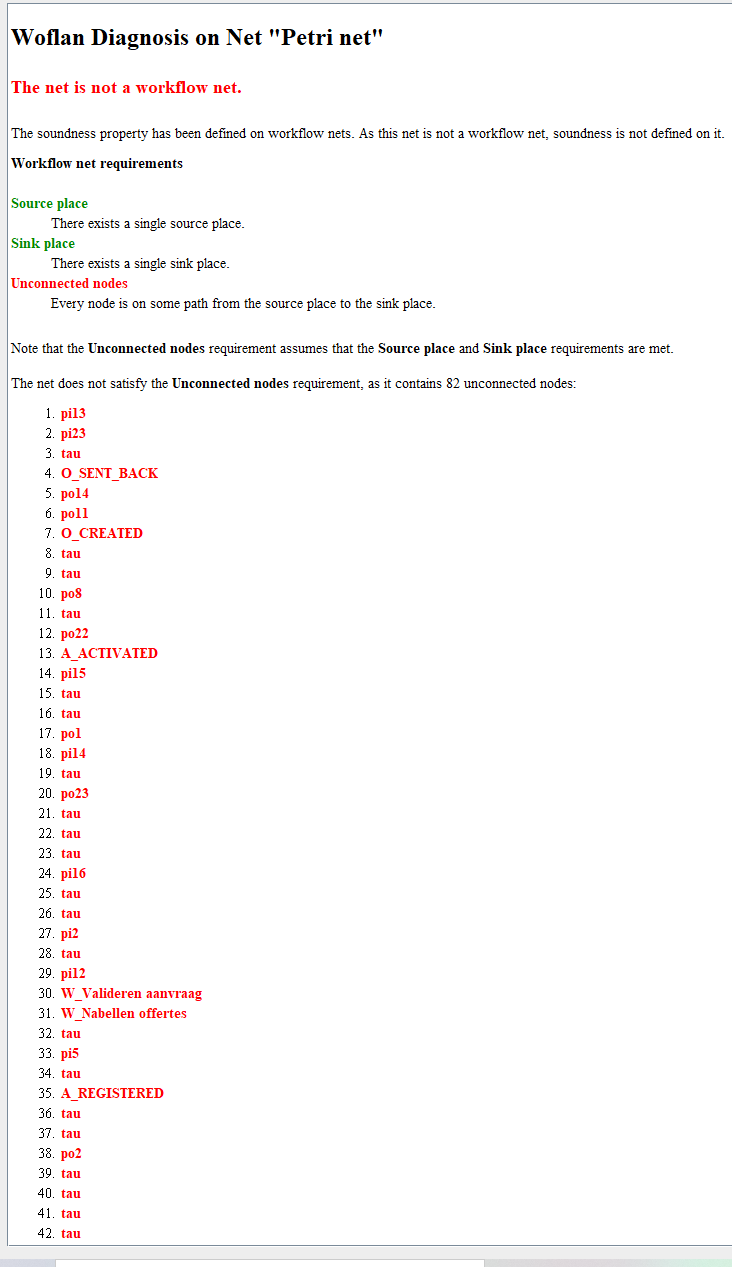 Woflan Diagnosis on Net "Petri net"
The net is not a workflow net.
The soundness property has been defined on workflow nets. As this net is not a workflow net, soundness is not defined on it.
Workflow net requirements
Source place
There exists a single source place.
Sink place
There exists a single sink place.
Unconnected nodes
Every node is on some path from the source place to the sink place.
Note that the Unconnected nodes requirement assumes that the Source place and Sink place requirements are met.
The net does not satisfy the Unconnected nodes requirement, as it contains 82 unconnected nodes:
1. pi13
2. pi23
3. tau
4. O_SENT_BACK
5. po14
6. po11
7. O_CREATED
8. tau
9. tau
10. po8
11. tau
12. po22
13. A_ACTIVATED
14. pi15
15. tau
16. tau
17. po1
18. pi14
19. tau
20. po23
21. tau
22. tau
23. tau
24. pi16
25. tau
26. tau
27. pi2
28. tau
29. pi12
30. W_Valideren aanvraag
31. W_Nabellen offertes
32. tau
33. pi5
34. tau
35. A_REGISTERED
36. tau
37. tau
38. po2
39. tau
40. tau
41. tau
42. tau